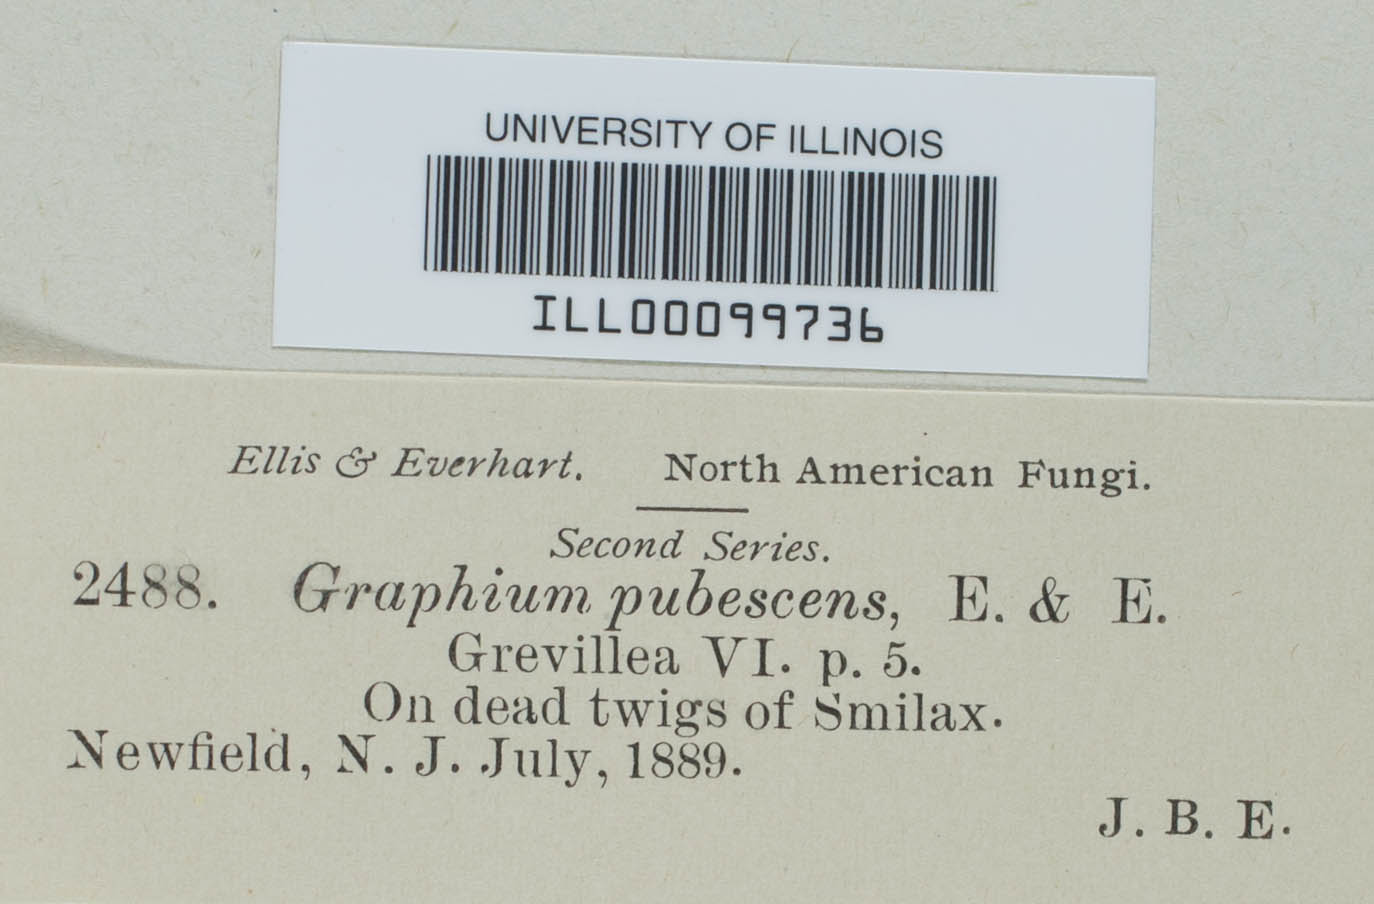 UNIVERSITY OF ILLINOIS
ILL00099736
Ellis & Everhart. North American Fungi.
Second Series.
2488. Graphium pubescens, E. & E.
Grevillea VI. p. 5.
On dead twigs of Smilax.
Newfield, N. J. July, 1889.
J. B. E.